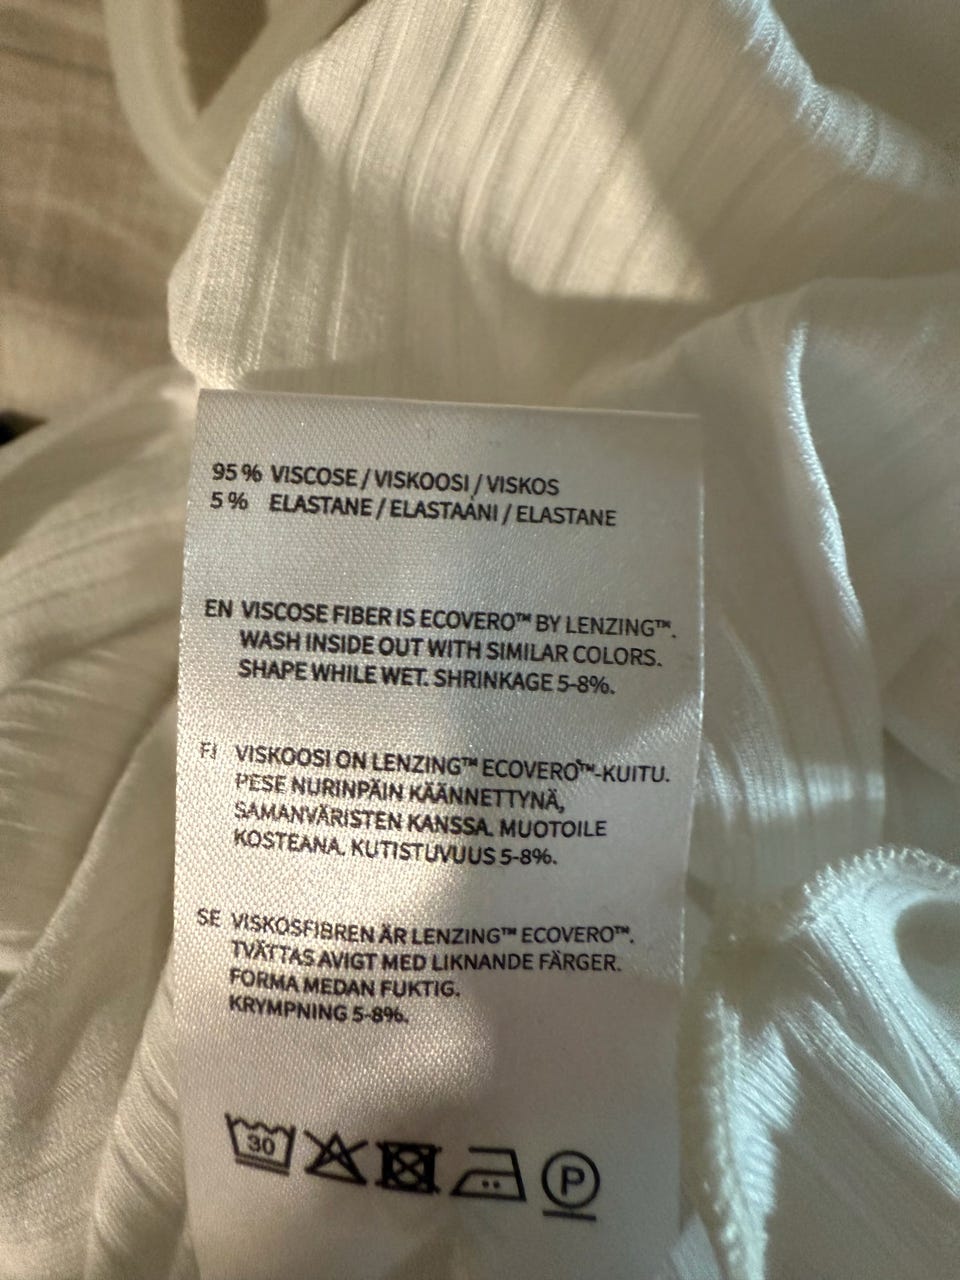 95 % VISCOSE / VISKOOSI / VISKOS
5 % ELASTANE / ELASTAANI / ELASTANE
EN VISCOSE FIBER IS ECOVERO™ BY LENZING™.
WASH INSIDE OUT WITH SIMILAR COLORS.
SHAPE WHILE WET. SHRINKAGE 5-8%.
FI VISKOOSI ON LENZING™ ECOVERO™-KUITU.
PESE NURINPÄIN KÄÄNNETTYNÄ,
SAMANVÄRISTEN KANSSA. MUOTOILE
KOSTEANA. KUTISTUVUUS 5-8%.
SE VISKOSFIBREN ÄR LENZING™ ECOVERO™.
TVÄTTAS AVIGT MED LIKNANDE FÄRGER.
FORMA MEDAN FUKTIG.
KRYMPNING 5-8%.
30 P